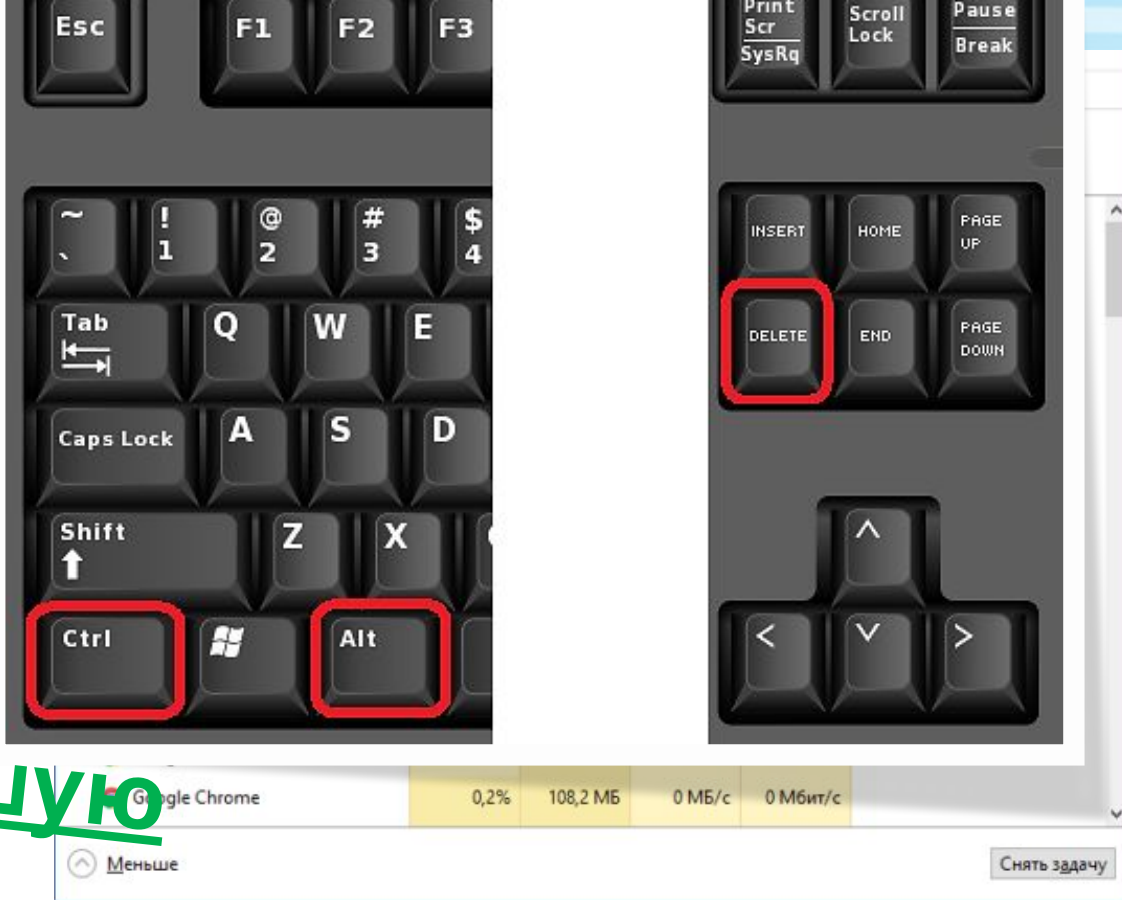 Esc F1 F2 F3
Print Scr SysRq Scroll Lock Pause Break
~ ` ! 1 @ 2 # 3 $ 4
INSERT HOME PAGE UP
Tab Q W E
DELETE END PAGE DOWN
Caps Lock A S D
Shift Z X
Ctrl Alt
Google Chrome 0,2% 108,2 МБ 0 МБ/с 0 Мбит/с
Меньше Снять задачу